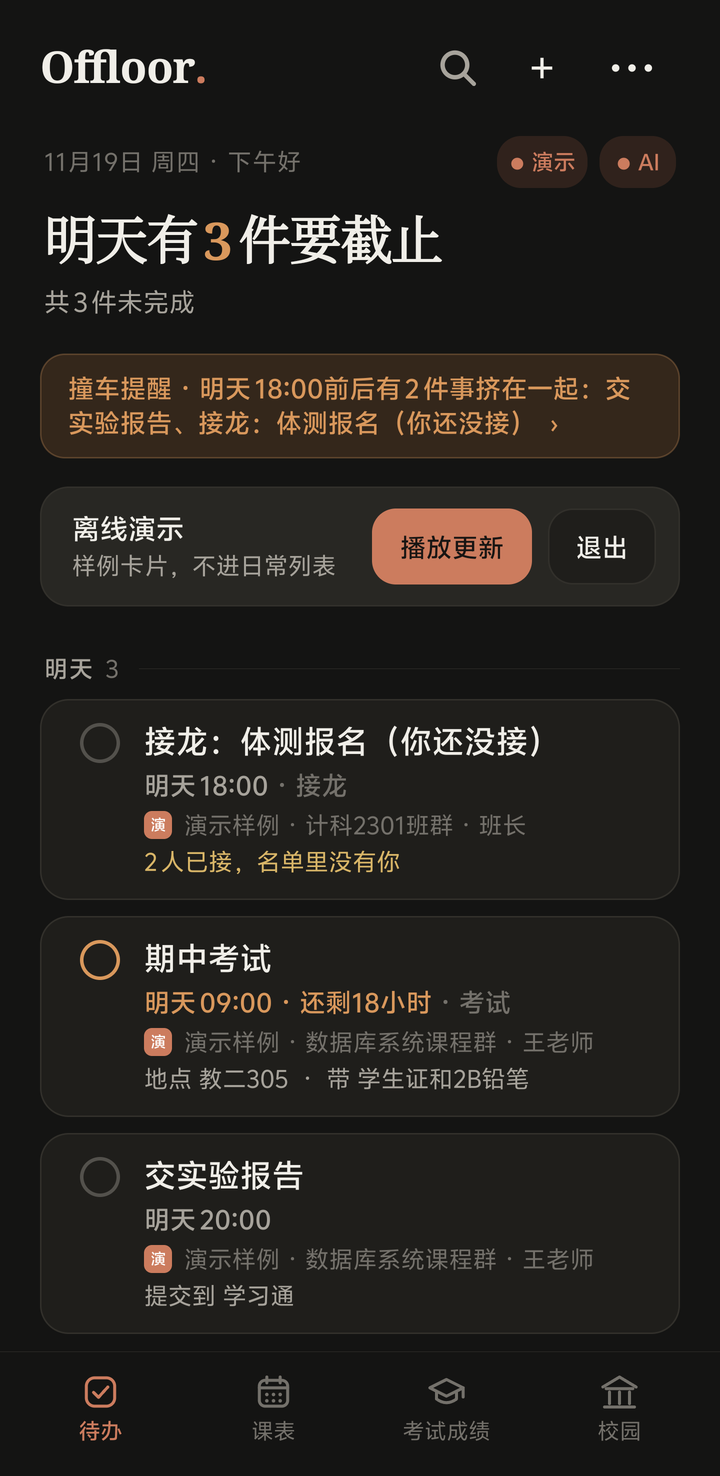 Offloor.
11月19日 周四 · 下午好
演示
AI
明天有3件要截止
共3件未完成
撞车提醒 · 明天18:00前后有2件事挤在一起：交
实验报告、接龙：体测报名（你还没接） ›
离线演示
样例卡片，不进日常列表
播放更新
退出
明天 3
接龙：体测报名（你还没接）
明天18:00 · 接龙
演 演示样例 · 计科2301班群 · 班长
2人已接，名单里没有你
期中考试
明天09:00 · 还剩18小时 · 考试
演 演示样例 · 数据库系统课程群 · 王老师
地点 教二305 · 带 学生证和2B铅笔
交实验报告
明天20:00
演 演示样例 · 数据库系统课程群 · 王老师
提交到 学习通
待办
课表
考试成绩
校园